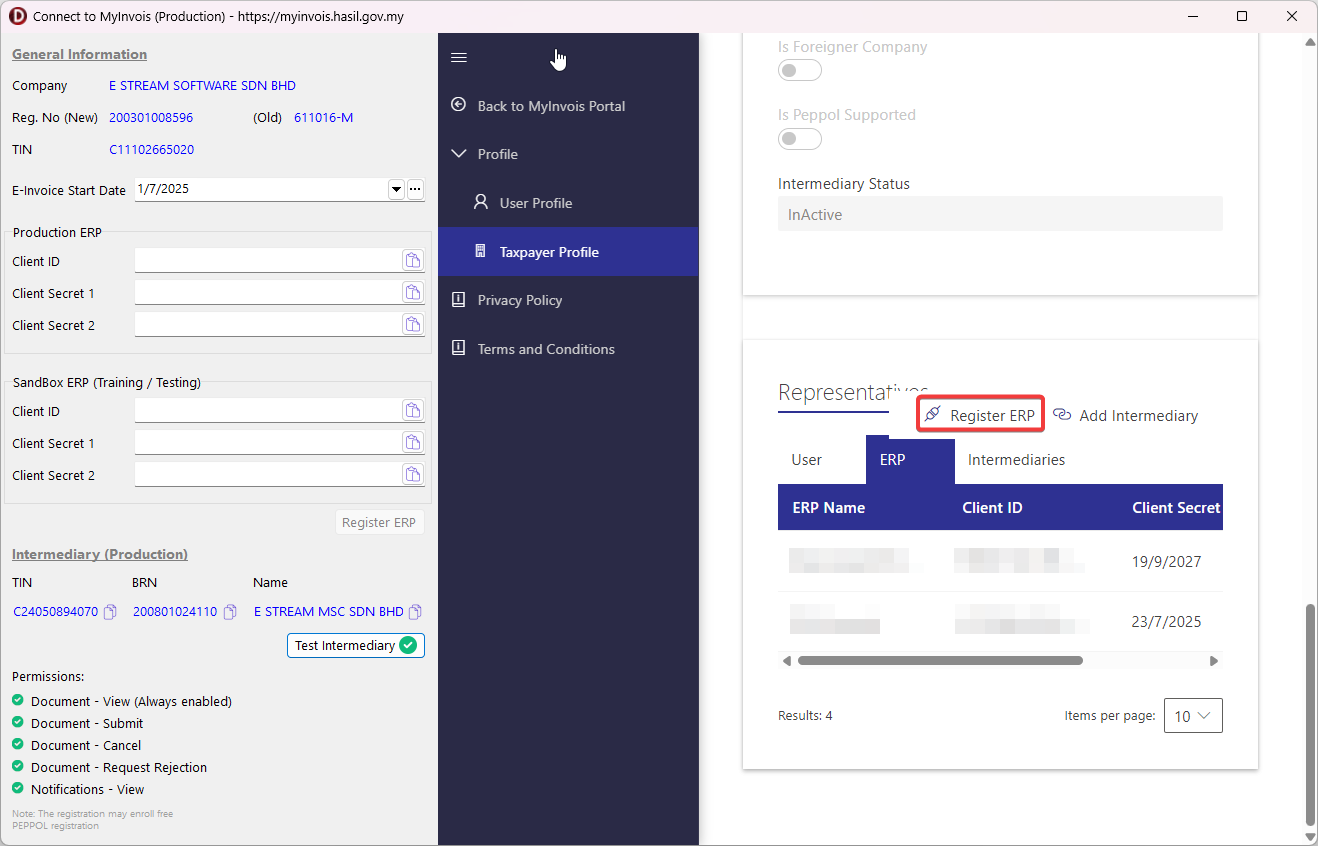 Connect to MyInvois (Production) - https://myinvois.hasil.gov.my
General Information
Company E STREAM SOFTWARE SDN BHD
Reg. No (New) 200301008596 (Old) 611016-M
TIN C11102665020
E-Invoice Start Date 1/7/2025
Production ERP
Client ID
Client Secret 1
Client Secret 2
SandBox ERP (Training / Testing)
Client ID
Client Secret 1
Client Secret 2
Register ERP
Intermediary (Production)
TIN BRN Name
C24050894070 200801024110 E STREAM MSC SDN BHD
Test Intermediary
Permissions:
Document - View (Always enabled)
Document - Submit
Document - Cancel
Document - Request Rejection
Notifications - View
Note: The registration may enroll free
PEPPOL registration
Back to MyInvois Portal
Profile
User Profile
Taxpayer Profile
Privacy Policy
Terms and Conditions
Is Foreigner Company
Is Peppol Supported
Intermediary Status
InActive
Representatives
Register ERP Add Intermediary
User ERP Intermediaries
ERP Name Client ID Client Secret
19/9/2027
23/7/2025
Results: 4 Items per page: 10